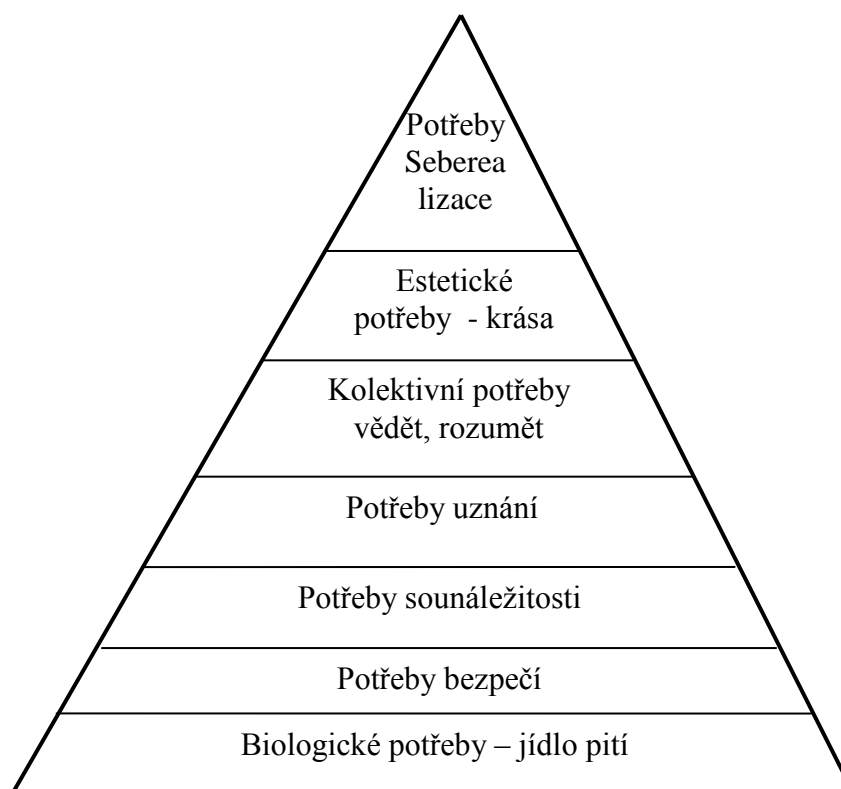 Potřeby
Seberea
lizace
Estetické
potřeby - krása
Kolektivní potřeby
vědět, rozumět
Potřeby uznání
Potřeby sounáležitosti
Potřeby bezpečí
Biologické potřeby – jídlo pití